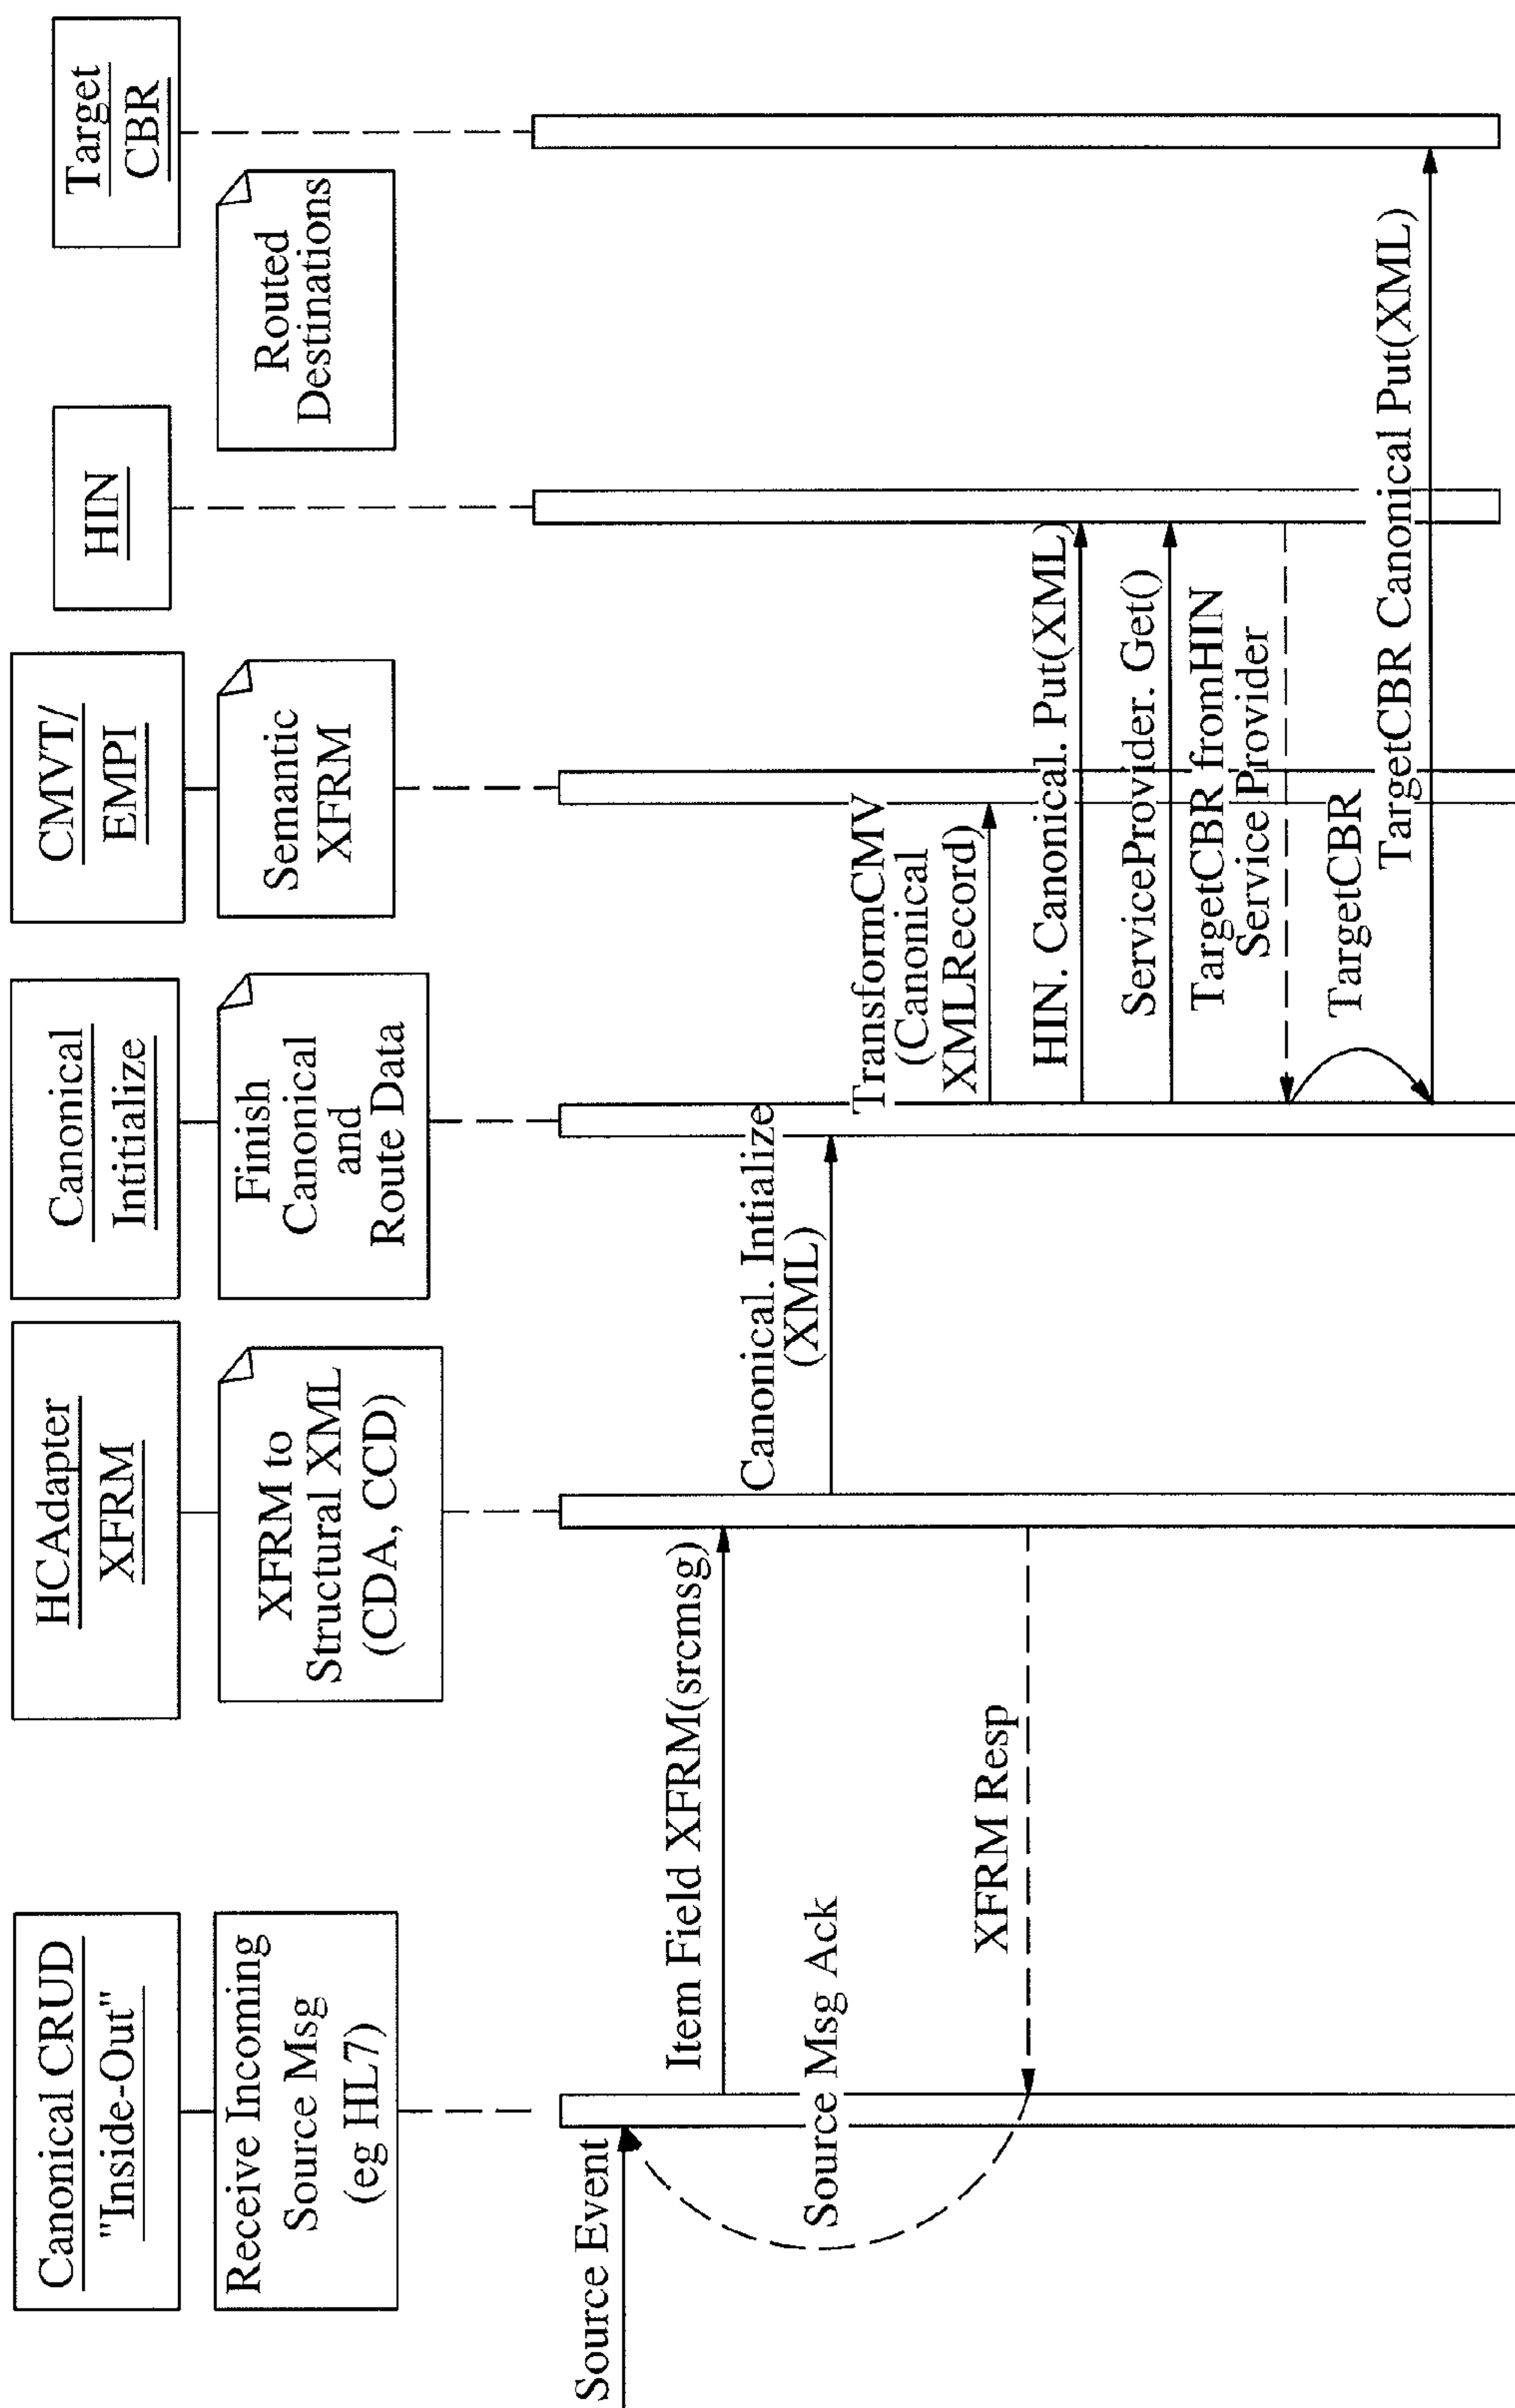 Canonical CRUD
"Inside-Out"
HCAdapter
XFRM
Canonical
Intitialize
CMVT/
EMPI
HIN
Target
CBR
Receive Incoming
Source Msg
(eg HL7)
XFRM to
Structural XML
(CDA, CCD)
Finish
Canonical
and
Route Data
Semantic
XFRM
Routed
Destinations
Source Event
Item Field XFRM(srcmsg)
Source Msg Ack
Canonical. Intialize
(XML)
TransformCMV
(Canonical
XMLRecord)
XFRM Resp
HIN. Canonical. Put(XML)
ServiceProvider. Get()
TargetCBR fromHIN
Service Provider
TargetCBR
TargetCBR Canonical Put(XML)